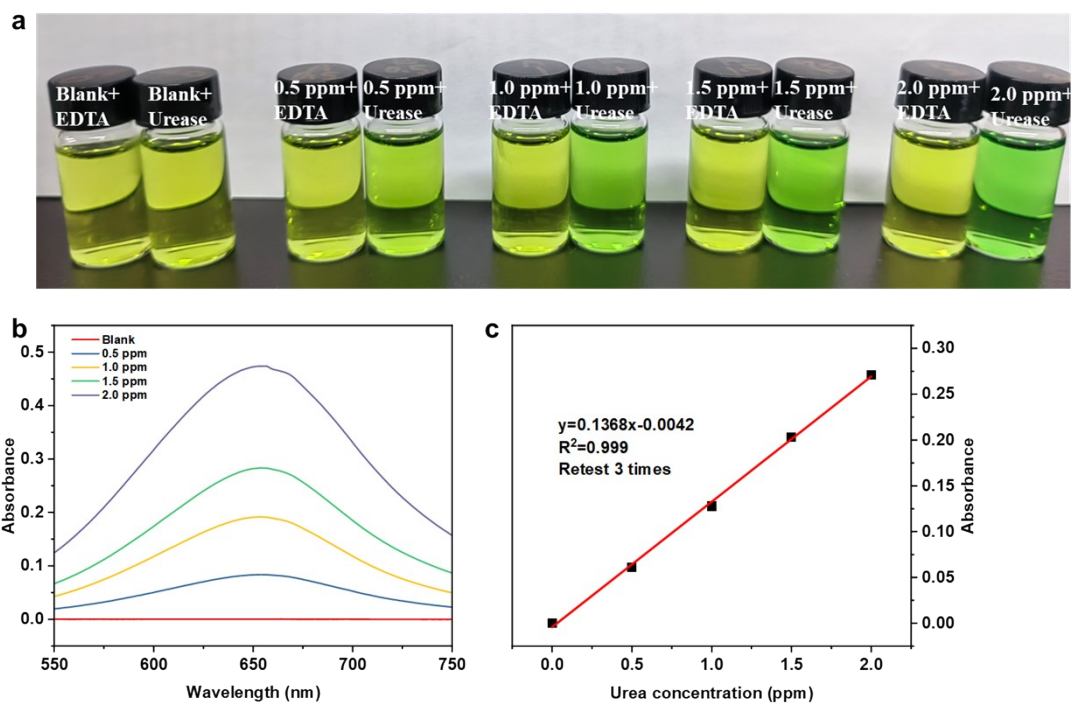 a
Blank+
EDTA
Blank+
Urease
0.5 ppm+
EDTA
0.5 ppm+
Urease
1.0 ppm+
EDTA
1.0 ppm+
Urease
1.5 ppm+
EDTA
1.5 ppm+
Urease
2.0 ppm+
EDTA
2.0 ppm+
Urease
b
Blank
0.5 ppm
1.0 ppm
1.5 ppm
2.0 ppm
0.5
0.4
0.3
0.2
0.1
0.0
Absorbance
550
600
650
700
750
Wavelength (nm)
c
y=0.1368x-0.0042
R²=0.999
Retest 3 times
0.30
0.25
0.20
0.15
0.10
0.05
0.00
Absorbance
0.0
0.5
1.0
1.5
2.0
Urea concentration (ppm)